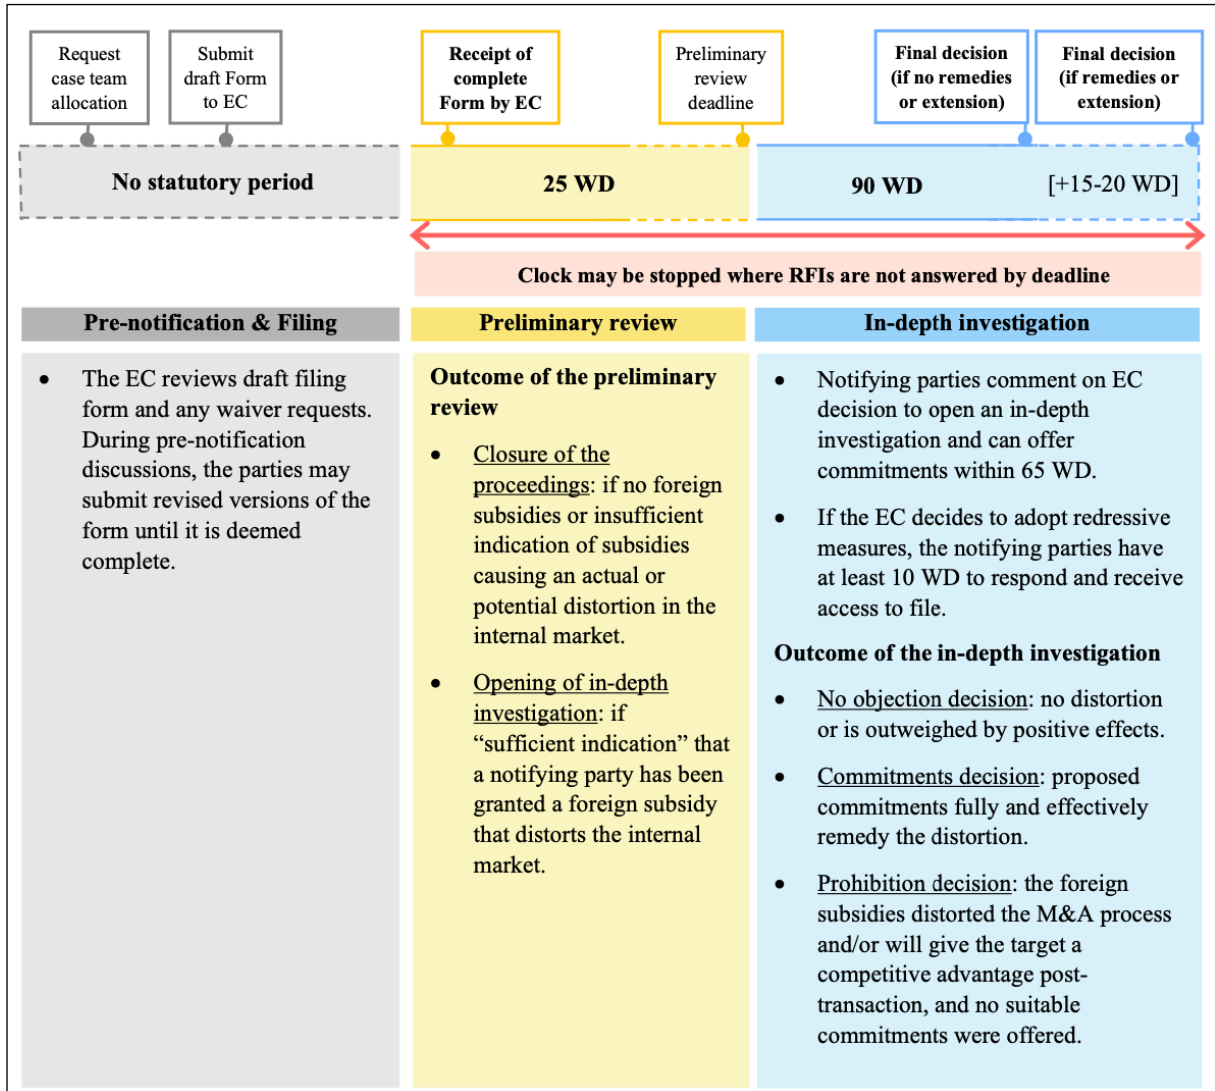 Request
case team
allocation
Submit
draft Form
to EC
Receipt of
complete
Form by EC
Preliminary
review
deadline
Final decision
(if no remedies
or extension)
Final decision
(if remedies or
extension)
No statutory period
25 WD
90 WD
[+15-20 WD]
Clock may be stopped where RFIs are not answered by deadline
Pre-notification & Filing
• The EC reviews draft filing
form and any waiver requests.
During pre-notification
discussions, the parties may
submit revised versions of the
form until it is deemed
complete.
Preliminary review
Outcome of the preliminary
review
• Closure of the
proceedings: if no foreign
subsidies or insufficient
indication of subsidies
causing an actual or
potential distortion in the
internal market.
• Opening of in-depth
investigation: if
“sufficient indication” that
a notifying party has been
granted a foreign subsidy
that distorts the internal
market.
In-depth investigation
• Notifying parties comment on EC
decision to open an in-depth
investigation and can offer
commitments within 65 WD.
• If the EC decides to adopt redressive
measures, the notifying parties have
at least 10 WD to respond and receive
access to file.
Outcome of the in-depth investigation
• No objection decision: no distortion
or is outweighed by positive effects.
• Commitments decision: proposed
commitments fully and effectively
remedy the distortion.
• Prohibition decision: the foreign
subsidies distorted the M&A process
and/or will give the target a
competitive advantage post-
transaction, and no suitable
commitments were offered.